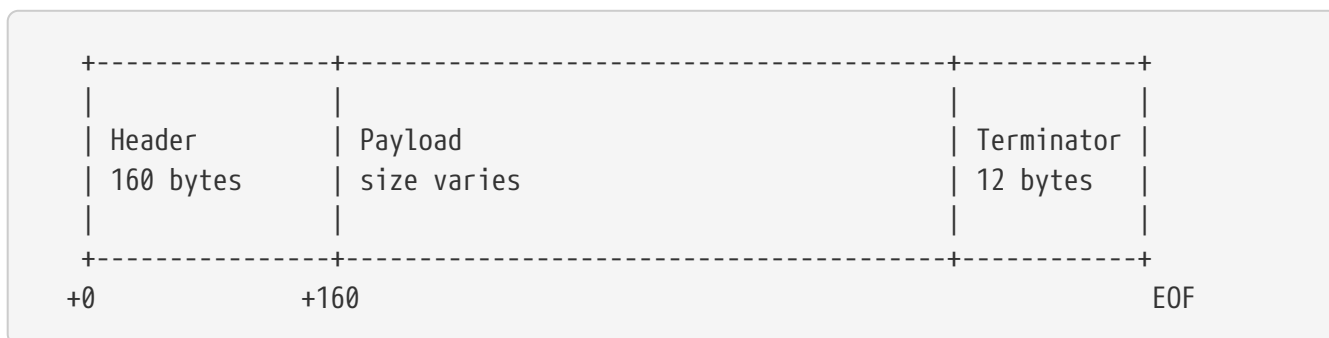 +----------------+----------------------------------------+------------+
|                |                                        |            |
| Header         | Payload                                | Terminator |
| 160 bytes      | size varies                            | 12 bytes   |
|                |                                        |            |
+----------------+----------------------------------------+------------+
+0              +160                                                    EOF